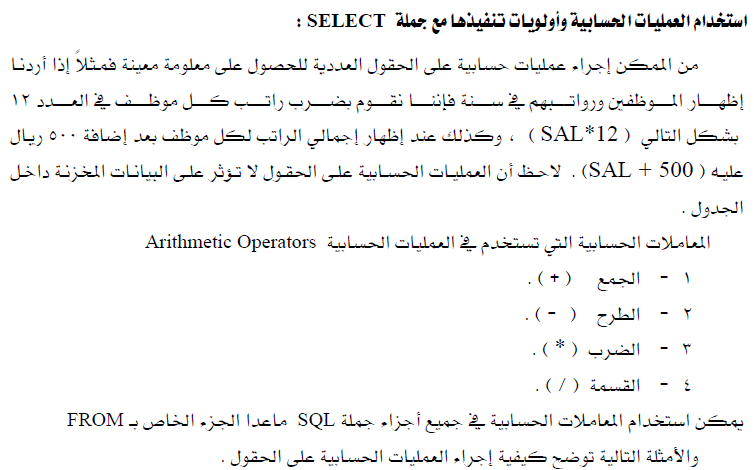 استخدام العمليات الحسابية وأولويات تنفيذها مع جملة SELECT :
من الممكن إجراء عمليات حسابية على الحقول العددية للحصول على معلومة معينة فمثلاً إذا أردنا
إظهار الموظفين ورواتبهم في سنة فإننا نقوم بضرب راتب كل موظف في العدد ١٢
بشكل التالي ( SAL*12 ) ، وكذلك عند إظهار إجمالي الراتب لكل موظف بعد إضافة ٥٠٠ ريال
عليه ( SAL + 500) . لاحظ أن العمليات الحسابية على الحقول لا تؤثر على البيانات المخزنة داخل
الجدول .
المعاملات الحسابية التي تستخدم في العمليات الحسابية Arithmetic Operators
١ - الجمع ( + ) .
٢ - الطرح ( - ) .
٣ - الضرب ( * ) .
٤ - القسمة ( / ) .
يمكن استخدام المعاملات الحسابية في جميع أجزاء جملة SQL ماعدا الجزء الخاص بـ FROM
والأمثلة التالية توضح كيفية إجراء العمليات الحسابية على الحقول .